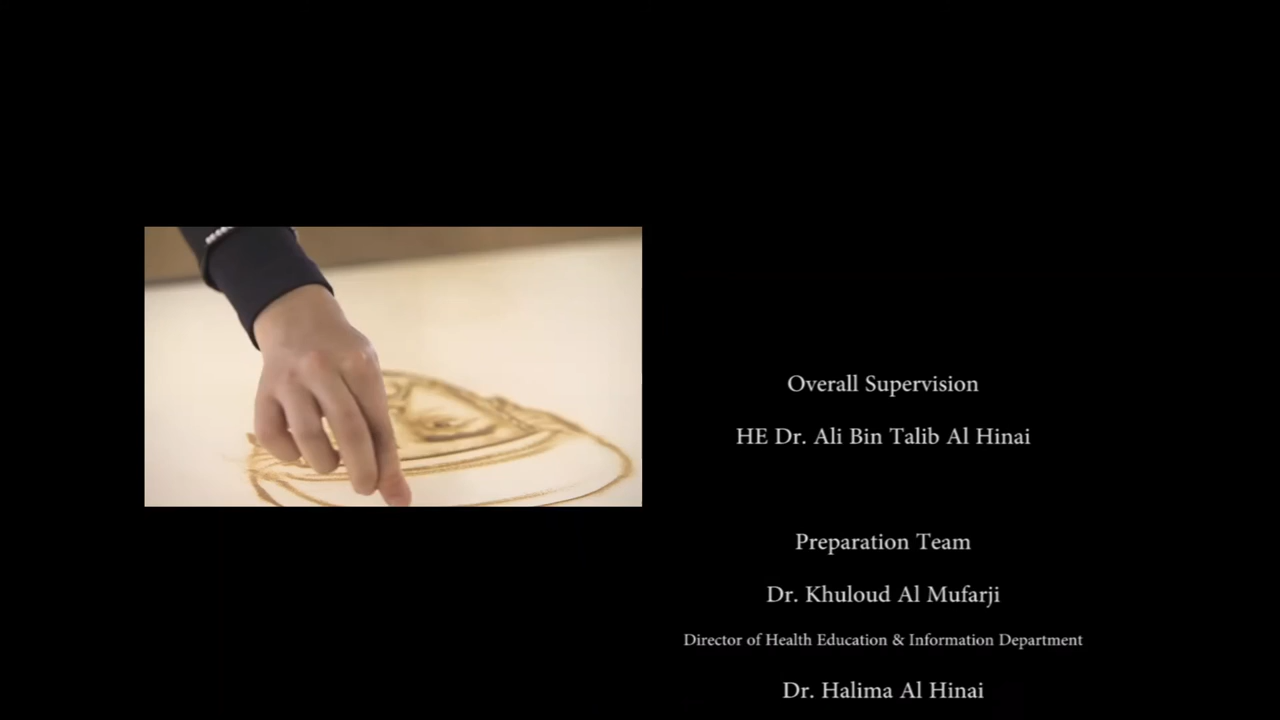 Overall Supervision
HE Dr. Ali Bin Talib Al Hinai
Preparation Team
Dr. Khuloud Al Mufarji
Director of Health Education & Information Department
Dr. Halima Al Hinai